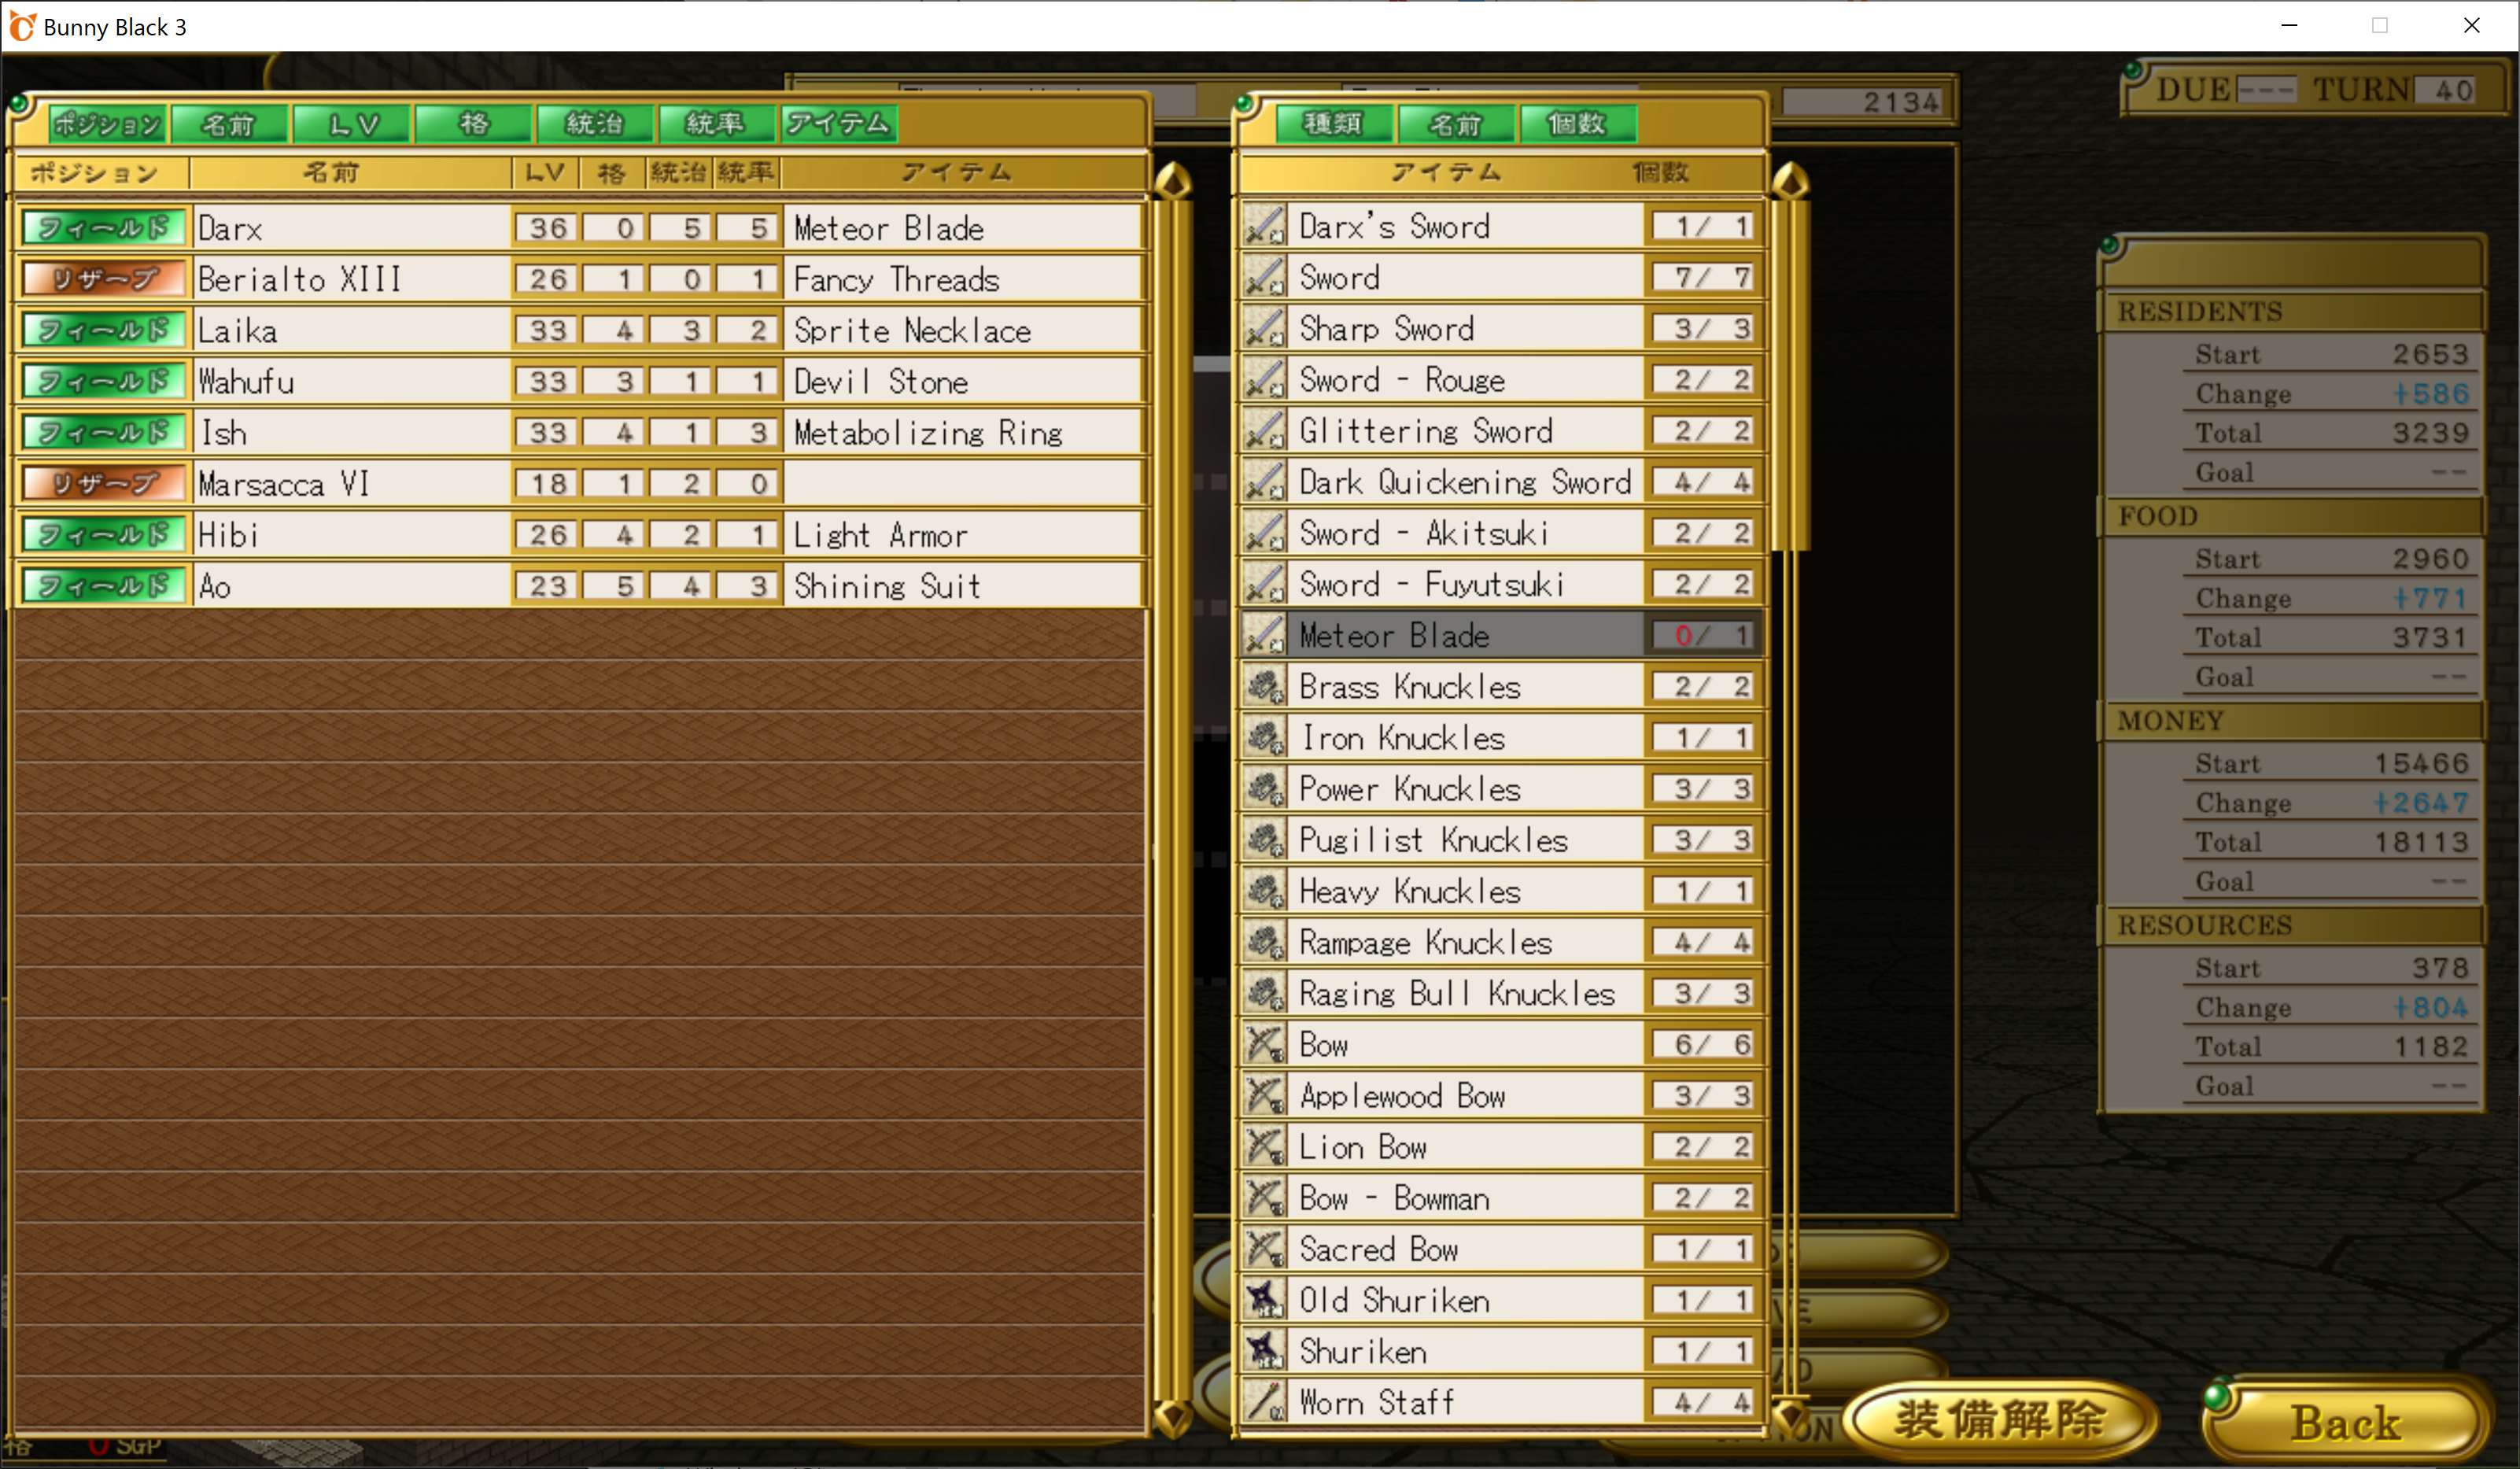 Bunny Black 3
DUE --- TURN 40
2134
ポジション 名前 LV 格 統治 統率 アイテム
ポジション 名前 LV 格 統治 統率 アイテム
フィールド Darx 36 0 5 5 Meteor Blade
リザーブ Berialto XIII 26 1 0 1 Fancy Threads
フィールド Laika 33 4 3 2 Sprite Necklace
フィールド Wahufu 33 3 1 1 Devil Stone
フィールド Ish 33 4 1 3 Metabolizing Ring
リザーブ Marsacca VI 18 1 2 0
フィールド Hibi 26 4 2 1 Light Armor
フィールド Ao 23 5 4 3 Shining Suit
格 0 SGP
種類 名前 個数
アイテム 個数
Darx's Sword 1/ 1
Sword 7/ 7
Sharp Sword 3/ 3
Sword - Rouge 2/ 2
Glittering Sword 2/ 2
Dark Quickening Sword 4/ 4
Sword - Akitsuki 2/ 2
Sword - Fuyutsuki 2/ 2
Meteor Blade 0/ 1
Brass Knuckles 2/ 2
Iron Knuckles 1/ 1
Power Knuckles 3/ 3
Pugilist Knuckles 3/ 3
Heavy Knuckles 1/ 1
Rampage Knuckles 4/ 4
Raging Bull Knuckles 3/ 3
Bow 6/ 6
Applewood Bow 3/ 3
Lion Bow 2/ 2
Bow - Bowman 2/ 2
Sacred Bow 1/ 1
Old Shuriken 1/ 1
Shuriken 1/ 1
Worn Staff 4/ 4
RESIDENTS
Start 2653
Change +586
Total 3239
Goal --
FOOD
Start 2960
Change +771
Total 3731
Goal --
MONEY
Start 15466
Change +2647
Total 18113
Goal --
RESOURCES
Start 378
Change +804
Total 1182
Goal --
装備解除
Back